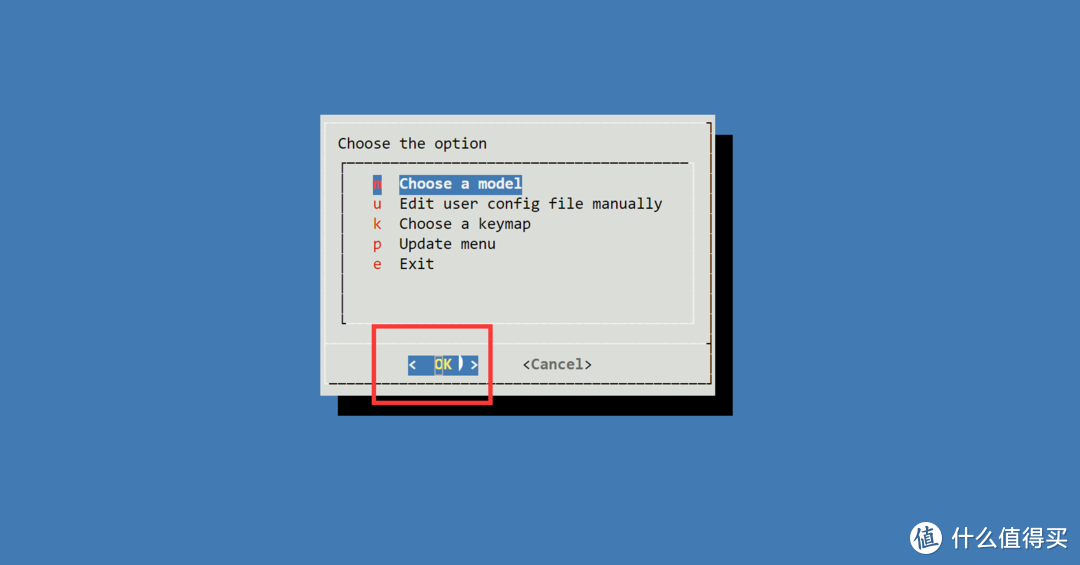 Choose the option
m Choose a model
u Edit user config file manually
k Choose a keymap
p Update menu
e Exit
< OK > <Cancel>
值 什么值得买